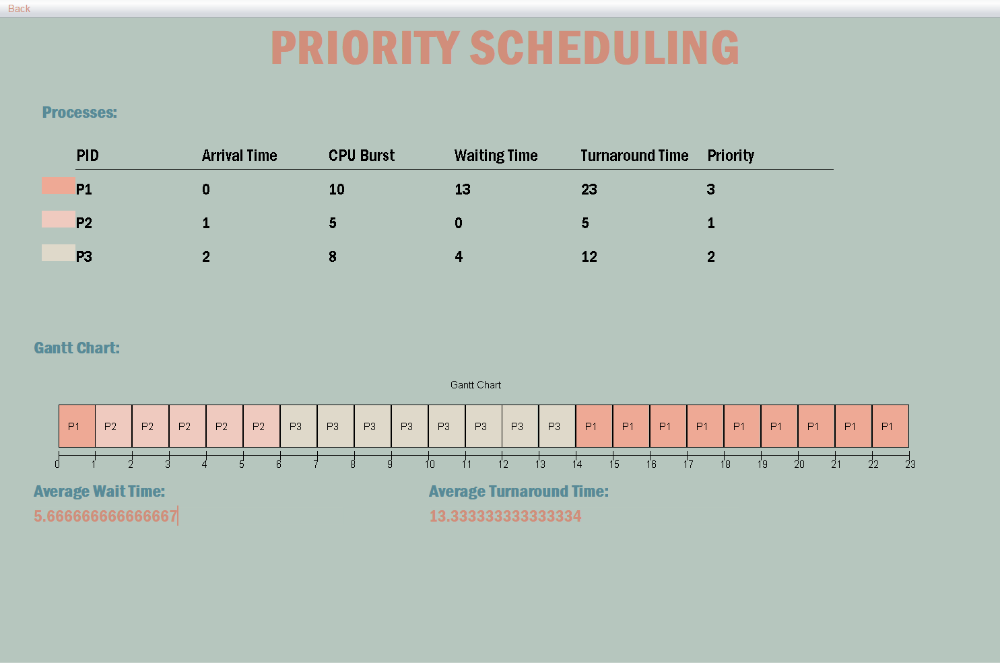 Back
PRIORITY SCHEDULING
Processes:
PID Arrival Time CPU Burst Waiting Time Turnaround Time Priority
P1 0 10 13 23 3
P2 1 5 0 5 1
P3 2 8 4 12 2
Gantt Chart:
Gantt Chart
P1 P2 P2 P2 P2 P2 P3 P3 P3 P3 P3 P3 P3 P3 P1 P1 P1 P1 P1 P1 P1 P1 P1
0 1 2 3 4 5 6 7 8 9 10 11 12 13 14 15 16 17 18 19 20 21 22 23
Average Wait Time: Average Turnaround Time:
5.666666666666667 13.333333333333334